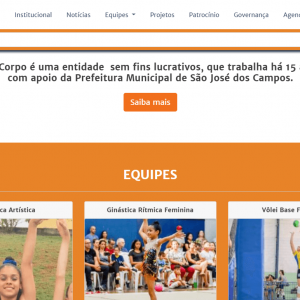 Institucional Notícias Equipes Projetos Patrocínio Governança Agen
Corpo é uma entidade sem fins lucrativos, que trabalha há 15
com apoio da Prefeitura Municipal de São José dos Campos.
Saiba mais
EQUIPES
ca Artística Ginástica Rítmica Feminina Vôlei Base F